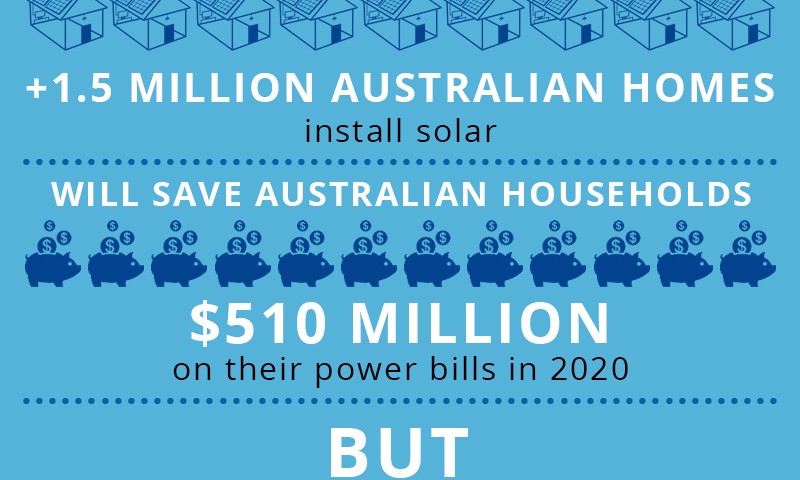 +1.5 MILLION AUSTRALIAN HOMES
install solar
WILL SAVE AUSTRALIAN HOUSEHOLDS
$510 MILLION
on their power bills in 2020
BUT